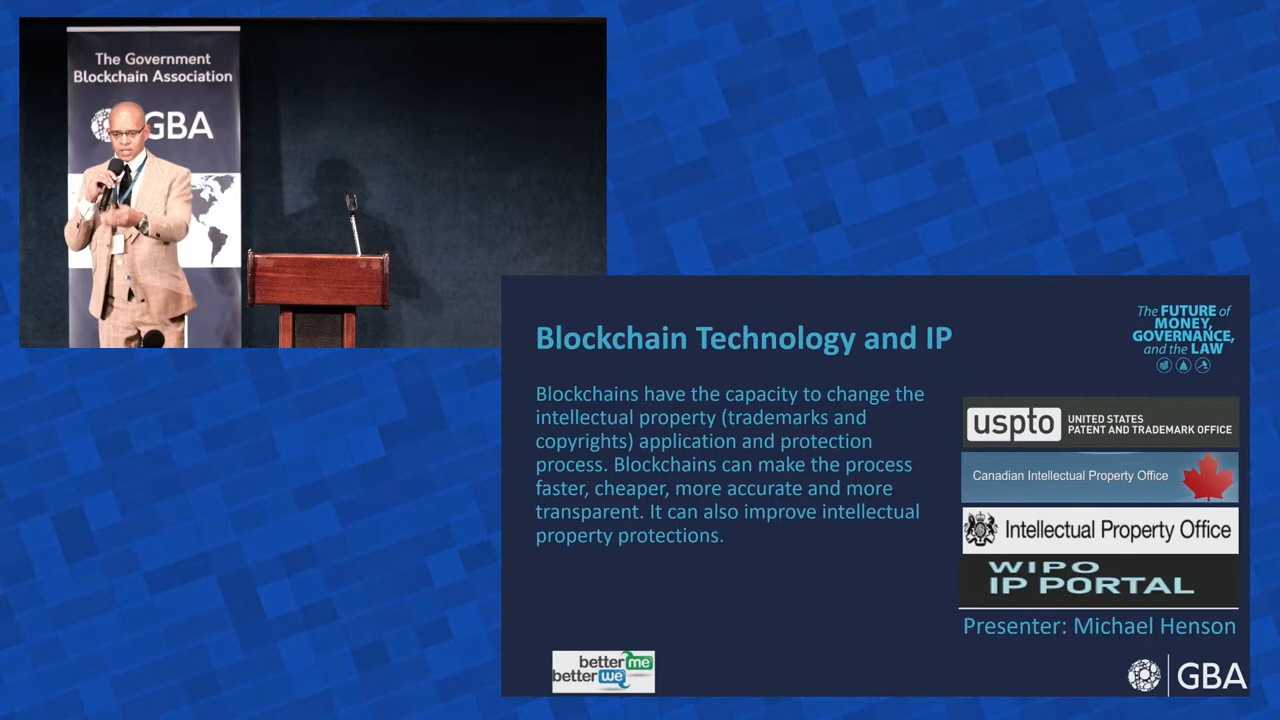 The Government
Blockchain Association
GBA
Blockchain Technology and IP
Blockchains have the capacity to change the
intellectual property (trademarks and
copyrights) application and protection
process. Blockchains can make the process
faster, cheaper, more accurate and more
transparent. It can also improve intellectual
property protections.
The FUTURE of
MONEY,
GOVERNANCE,
and the LAW
uspto
UNITED STATES
PATENT AND TRADEMARK OFFICE
Canadian Intellectual Property Office
Intellectual Property Office
WIPO
IP PORTAL
Presenter: Michael Henson
better me
better we
GBA